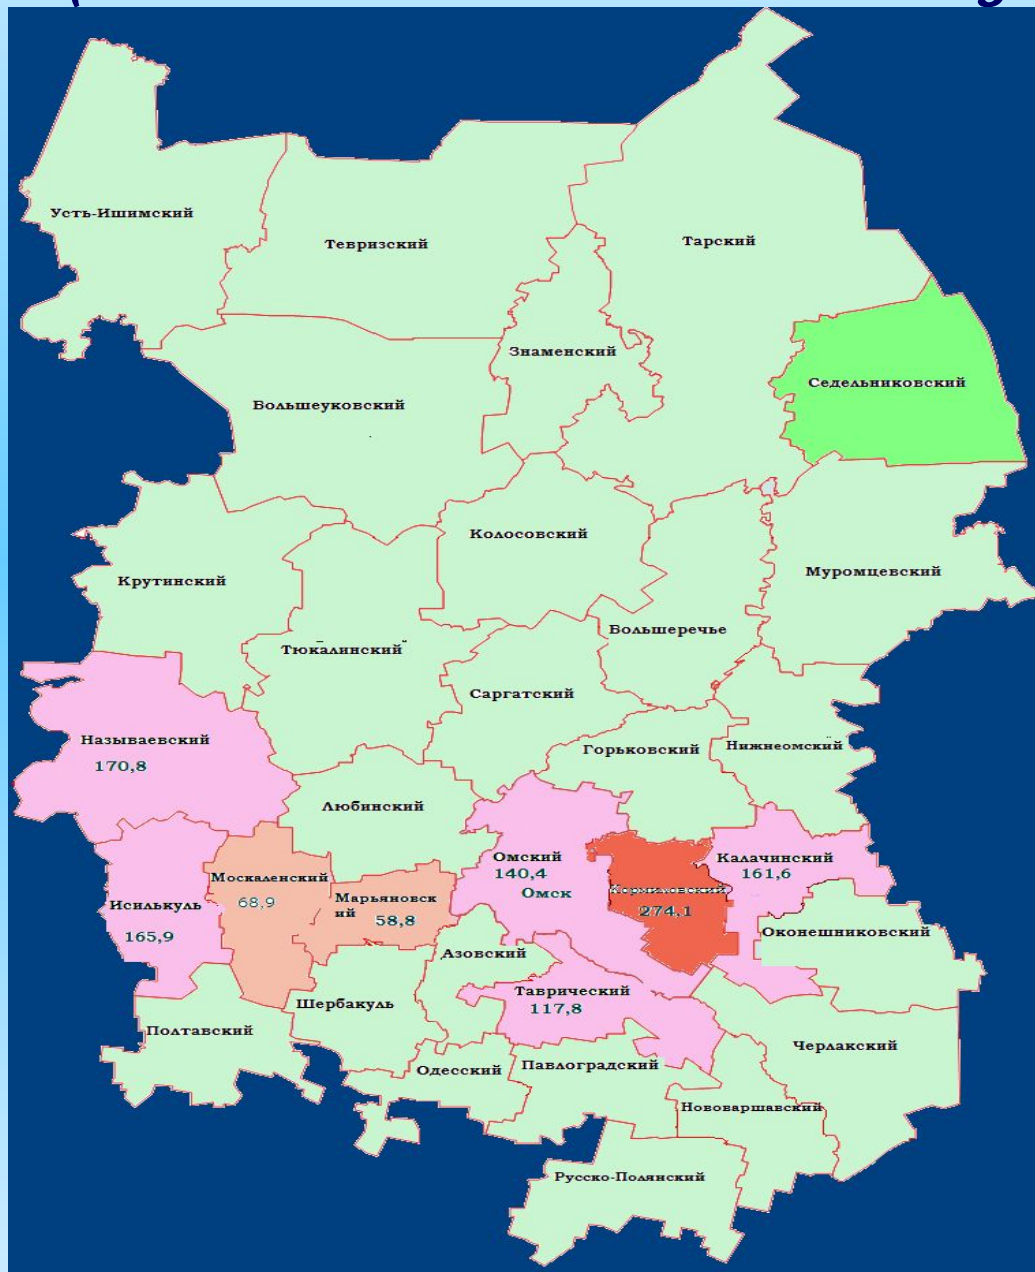 Усть-Ишимский
Тевризский
Тарский
Знаменский
Седельниковский
Большеуковский
Колосовский
Крутинский
Муромцевский
Большеречье
Тюкалинский
Саргатский
Называевский
170,8
Горьковский
Нижнеомский
Любинский
Омский
140,4
Омск
Калачинский
161,6
Москаленский
68,9
Марьяновск
ий 58,8
Кормиловский
274,1
Исилькуль
165,9
Оконешниковский
Азовский
Таврический
117,8
Шербакуль
Полтавский
Черлакский
Одесский
Павлоградский
Нововаршавский
Русско-Полянский